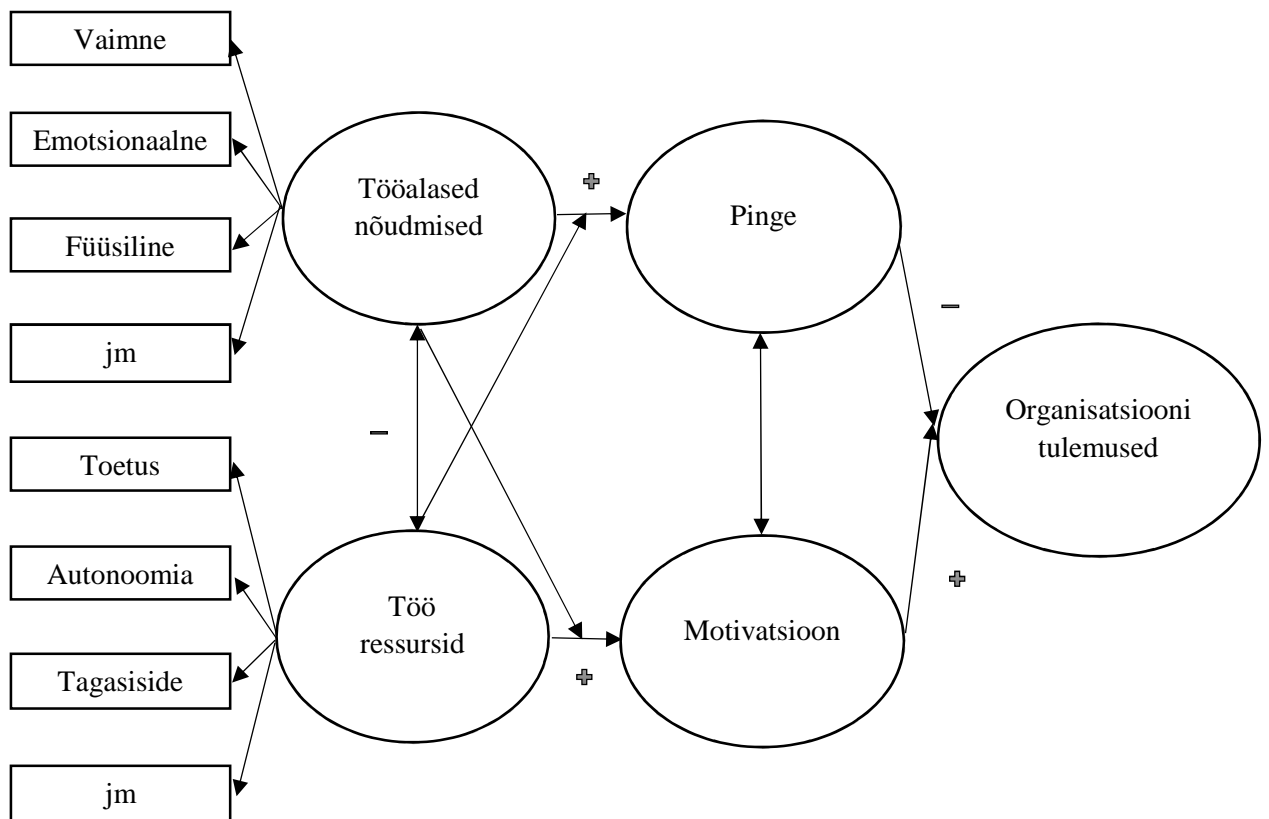 Vaimne
Emotsionaalne
Füüsiline
jm
Toetus
Autonoomia
Tagasiside
jm
Tööalased
nõudmised
+
Pinge
–
–
Organisatsiooni
tulemused
Töö
ressursid
+
Motivatsioon
+